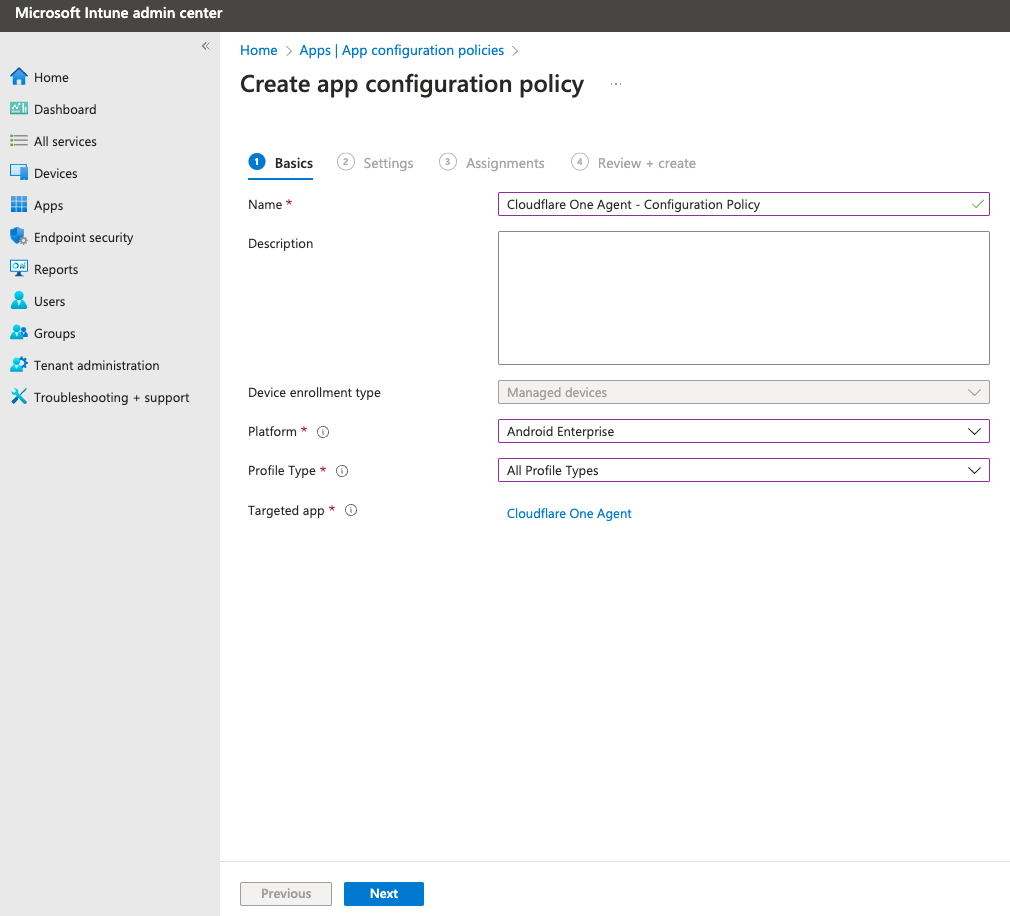 Microsoft Intune admin center
«
Home
Dashboard
All services
Devices
Apps
Endpoint security
Reports
Users
Groups
Tenant administration
Troubleshooting + support
Home > Apps | App configuration policies >
Create app configuration policy ...
1 Basics 2 Settings 3 Assignments 4 Review + create
Name * Cloudflare One Agent - Configuration Policy
Description
Device enrollment type Managed devices
Platform * Android Enterprise
Profile Type * All Profile Types
Targeted app * Cloudflare One Agent
Previous Next